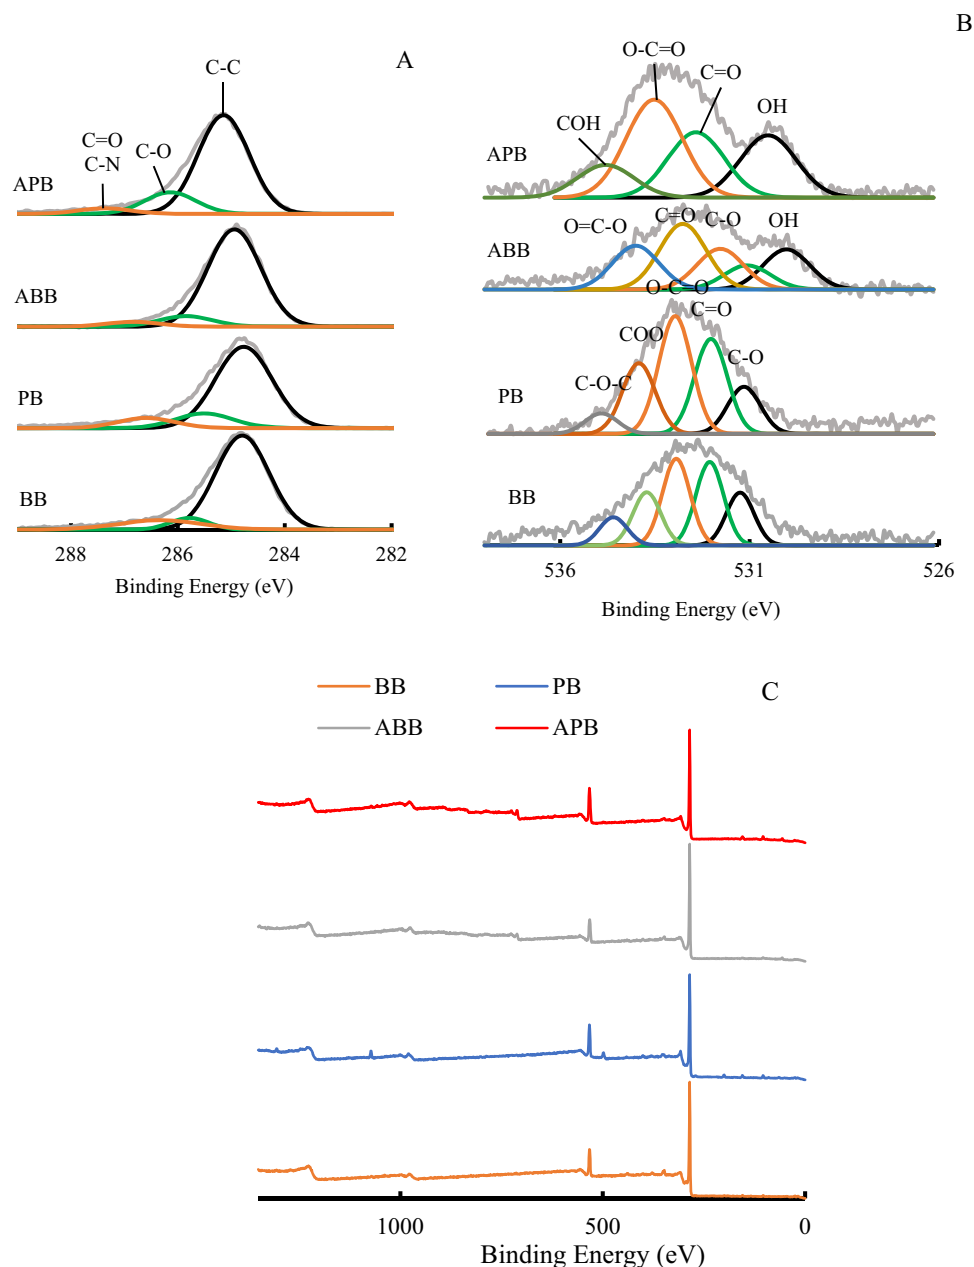 A
C-C
C=O
C-N
C-O
APB
ABB
PB
BB
288
286
284
282
Binding Energy (eV)
B
O-C=O
C=O
COH
OH
APB
O=C-O
C=O
C-O
OH
ABB
O-C=O
C=O
COO
C-O
C-O-C
PB
BB
536
531
526
Binding Energy (eV)
BB
PB
C
ABB
APB
1000
500
0
Binding Energy (eV)